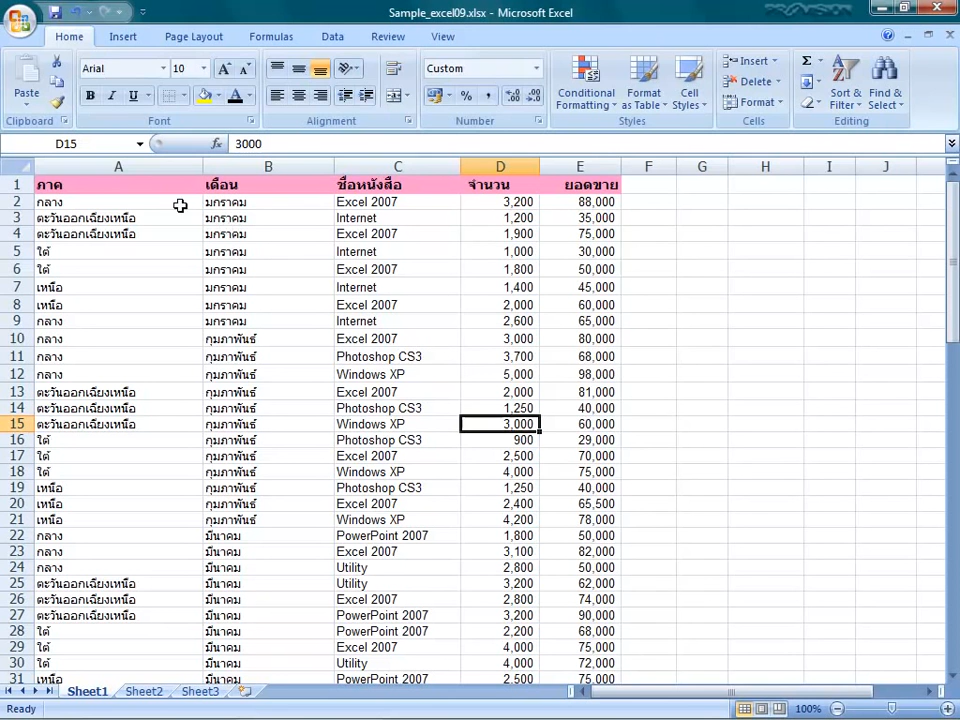 Sample_excel09.xlsx - Microsoft Excel
Home Insert Page Layout Formulas Data Review View
Paste Arial 10 A A Custom Conditional Formatting Format as Table Cell Styles Insert Delete Format Sort & Filter Find & Select
B I U A % , .0 .00 .00 .0 Σ
Clipboard Font Alignment Number Styles Cells Editing
D15 fx 3000
A B C D E F G H I J
1 ภาค เดือน ชื่อหนังสือ จำนวน ยอดขาย
2 กลาง มกราคม Excel 2007 3,200 88,000
3 ตะวันออกเฉียงเหนือ มกราคม Internet 1,200 35,000
4 ตะวันออกเฉียงเหนือ มกราคม Excel 2007 1,900 75,000
5 ใต้ มกราคม Internet 1,000 30,000
6 ใต้ มกราคม Excel 2007 1,800 50,000
7 เหนือ มกราคม Internet 1,400 45,000
8 เหนือ มกราคม Excel 2007 2,000 60,000
9 กลาง มกราคม Internet 2,600 65,000
10 กลาง กุมภาพันธ์ Excel 2007 3,000 80,000
11 กลาง กุมภาพันธ์ Photoshop CS3 3,700 68,000
12 กลาง กุมภาพันธ์ Windows XP 5,000 98,000
13 ตะวันออกเฉียงเหนือ กุมภาพันธ์ Excel 2007 2,000 81,000
14 ตะวันออกเฉียงเหนือ กุมภาพันธ์ Photoshop CS3 1,250 40,000
15 ตะวันออกเฉียงเหนือ กุมภาพันธ์ Windows XP 3,000 60,000
16 ใต้ กุมภาพันธ์ Photoshop CS3 900 29,000
17 ใต้ กุมภาพันธ์ Excel 2007 2,500 70,000
18 ใต้ กุมภาพันธ์ Windows XP 4,000 75,000
19 เหนือ กุมภาพันธ์ Photoshop CS3 1,250 40,000
20 เหนือ กุมภาพันธ์ Excel 2007 2,400 65,500
21 เหนือ กุมภาพันธ์ Windows XP 4,200 78,000
22 กลาง มีนาคม PowerPoint 2007 1,800 50,000
23 กลาง มีนาคม Excel 2007 3,100 82,000
24 กลาง มีนาคม Utility 2,800 50,000
25 ตะวันออกเฉียงเหนือ มีนาคม Utility 3,200 62,000
26 ตะวันออกเฉียงเหนือ มีนาคม Excel 2007 2,800 74,000
27 ตะวันออกเฉียงเหนือ มีนาคม PowerPoint 2007 3,200 90,000
28 ใต้ มีนาคม PowerPoint 2007 2,200 68,000
29 ใต้ มีนาคม Excel 2007 4,000 75,000
30 ใต้ มีนาคม Utility 4,000 72,000
31 เหนือ มีนาคม PowerPoint 2007 2,500 75,000
Sheet1 Sheet2 Sheet3
Ready 100%